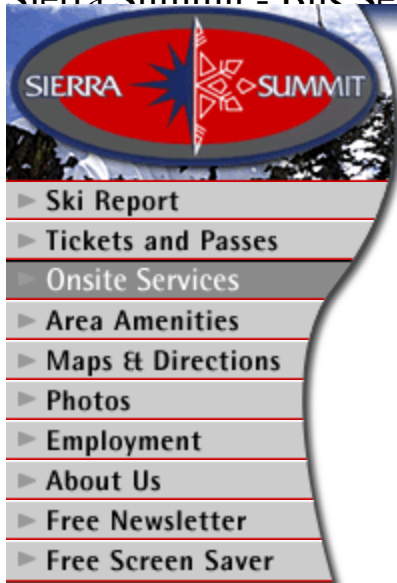 SIERRA SUMMIT
Ski Report
Tickets and Passes
Onsite Services
Area Amenities
Maps & Directions
Photos
Employment
About Us
Free Newsletter
Free Screen Saver